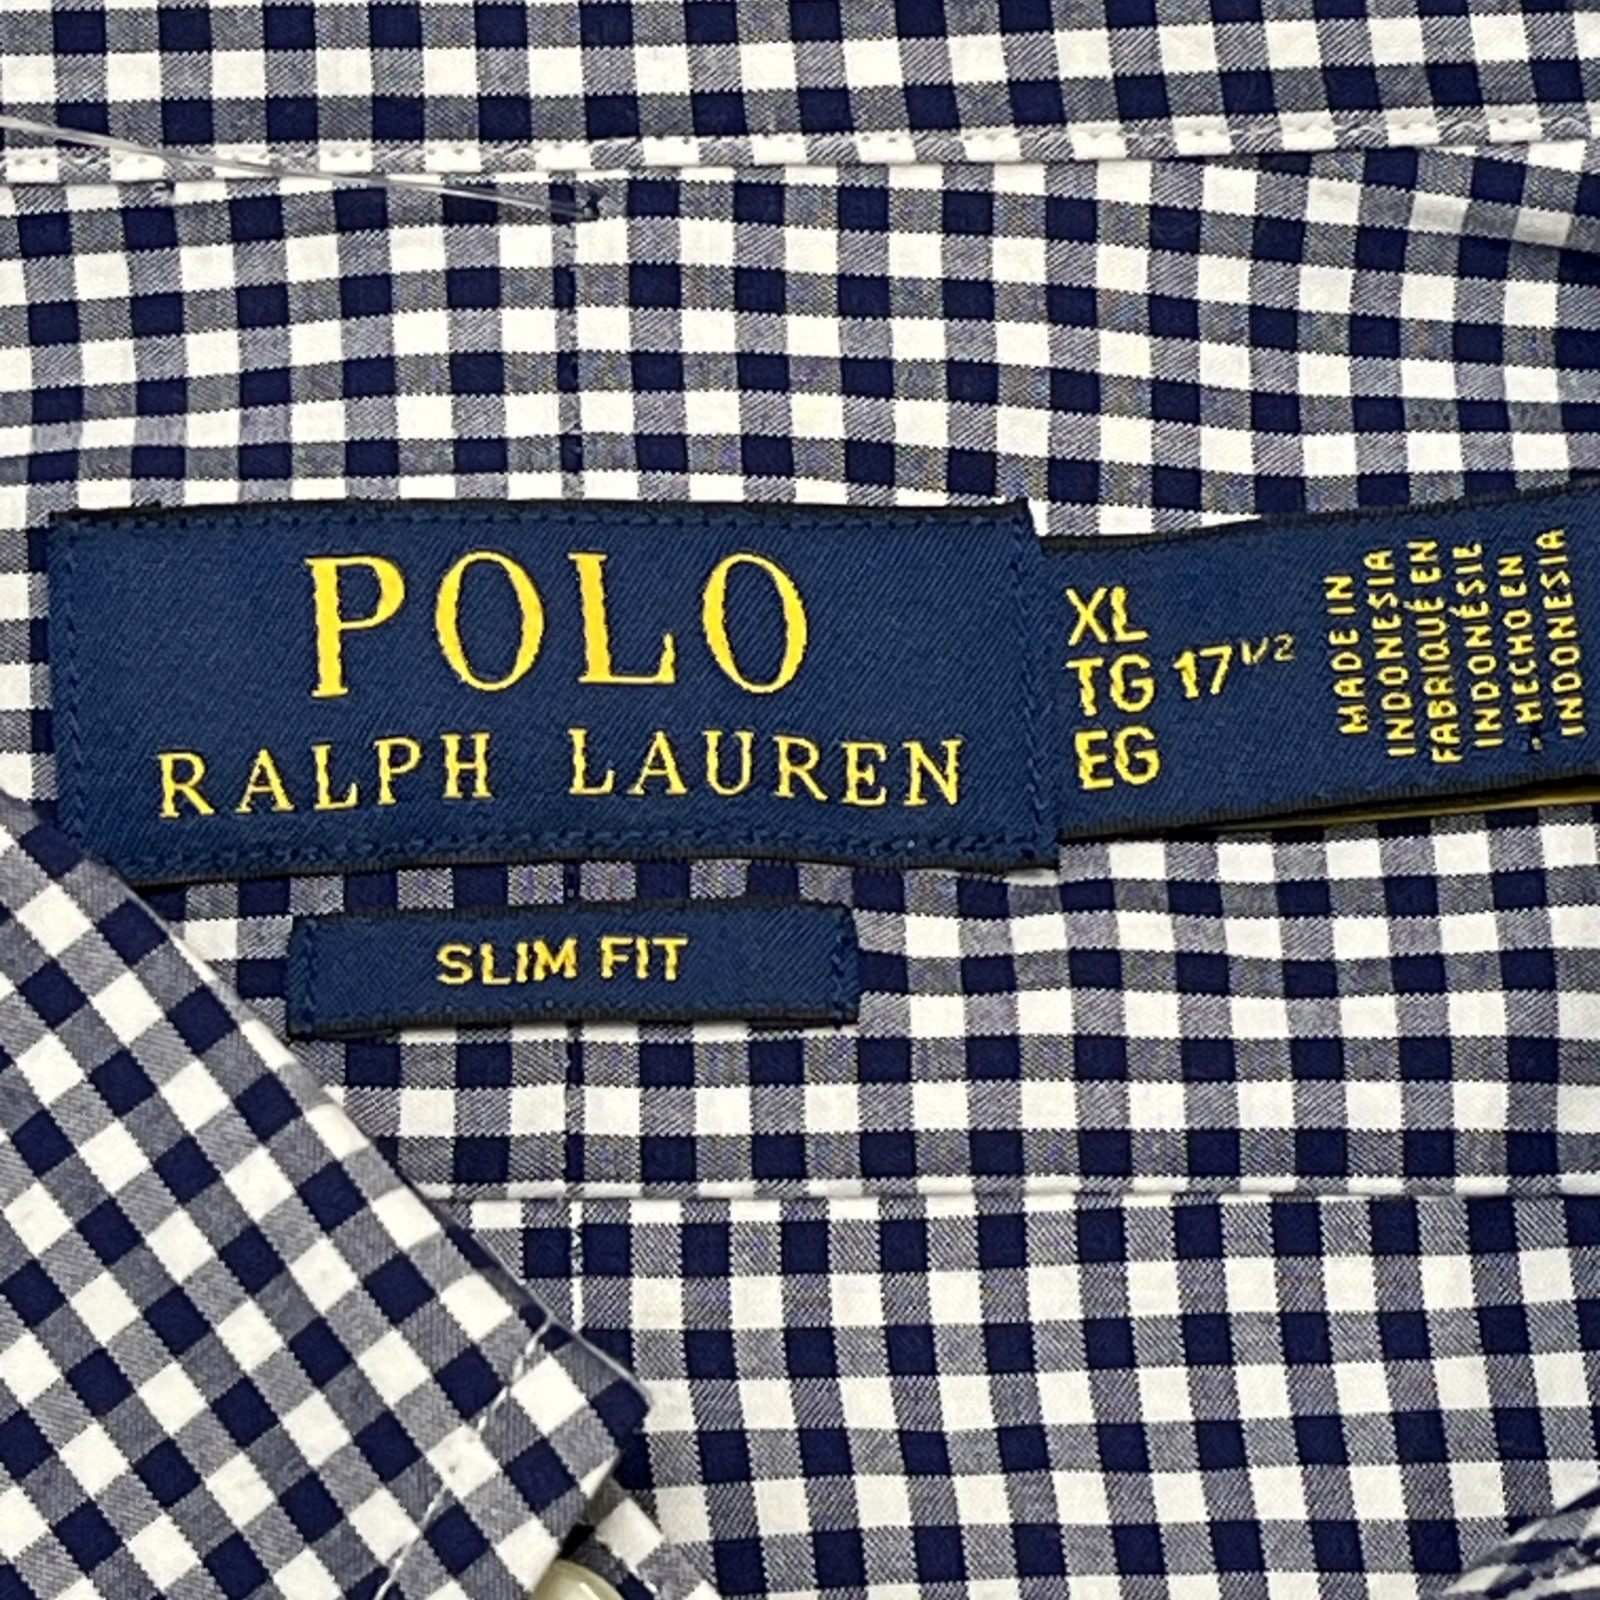 POLO
RALPH LAUREN
XL
TG 17 1/2
EG
MADE IN
INDONESIA
FABRIQUÉ EN
INDONÉSIE
HECHO EN
INDONESIA
SLIM FIT